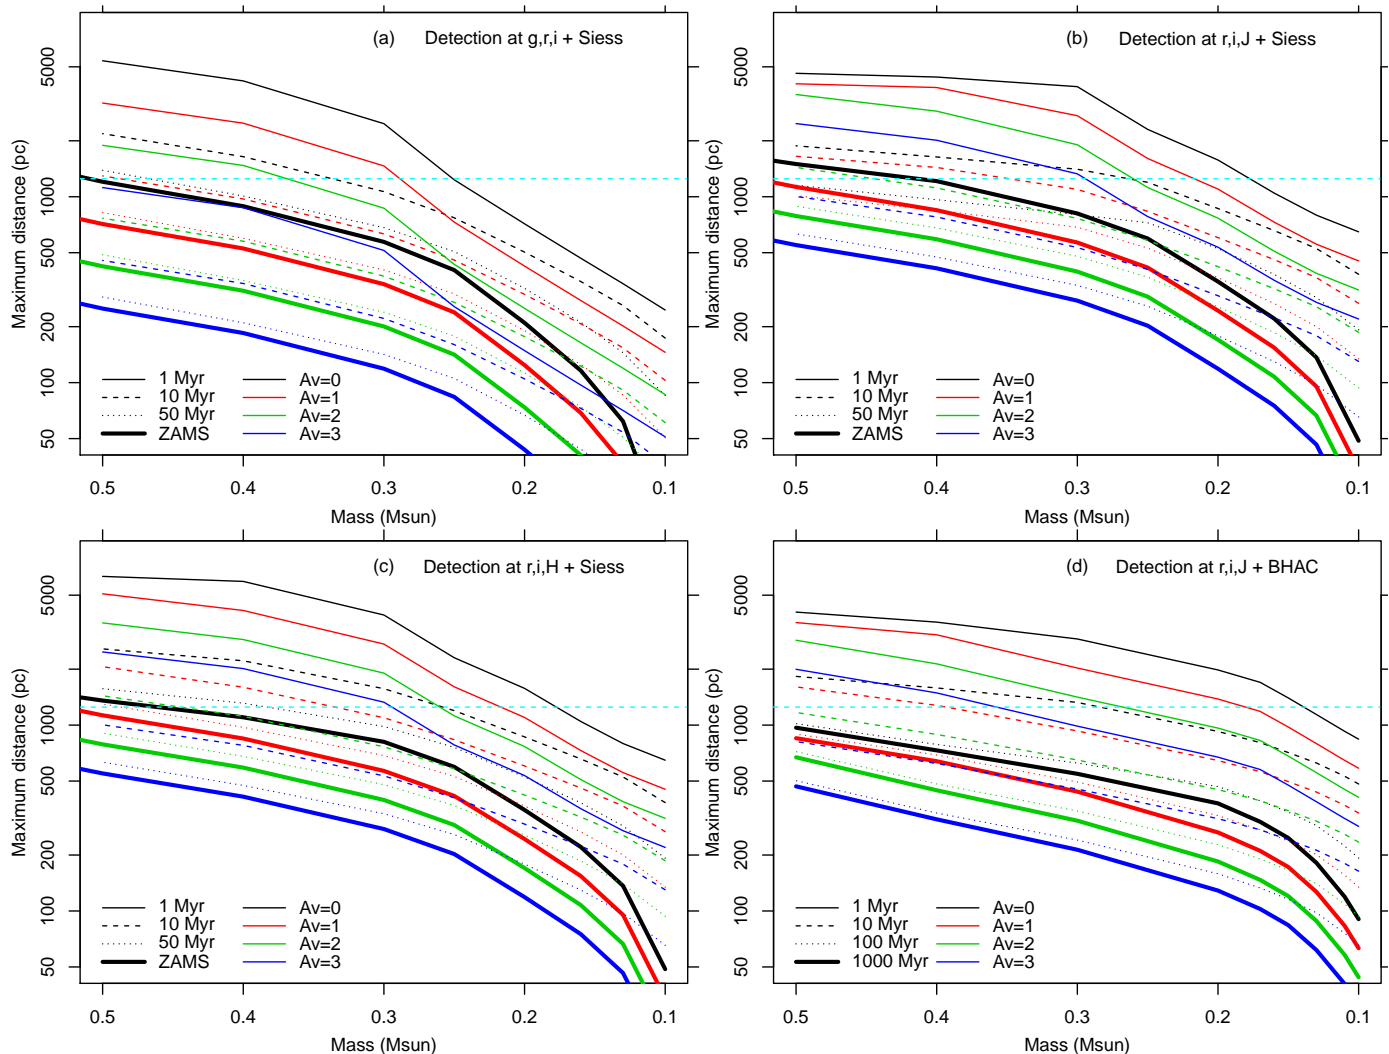 (a) Detection at g,r,i + Siess
Maximum distance (pc)
5000
1000
500
200
100
50
1 Myr
10 Myr
50 Myr
ZAMS
Av=0
Av=1
Av=2
Av=3
0.5 0.4 0.3 0.2 0.1
Mass (Msun)
(b) Detection at r,i,J + Siess
Maximum distance (pc)
5000
1000
500
200
100
50
1 Myr
10 Myr
50 Myr
ZAMS
Av=0
Av=1
Av=2
Av=3
0.5 0.4 0.3 0.2 0.1
Mass (Msun)
(c) Detection at r,i,H + Siess
Maximum distance (pc)
5000
1000
500
200
100
50
1 Myr
10 Myr
50 Myr
ZAMS
Av=0
Av=1
Av=2
Av=3
0.5 0.4 0.3 0.2 0.1
Mass (Msun)
(d) Detection at r,i,J + BHAC
Maximum distance (pc)
5000
1000
500
200
100
50
1 Myr
10 Myr
100 Myr
1000 Myr
Av=0
Av=1
Av=2
Av=3
0.5 0.4 0.3 0.2 0.1
Mass (Msun)